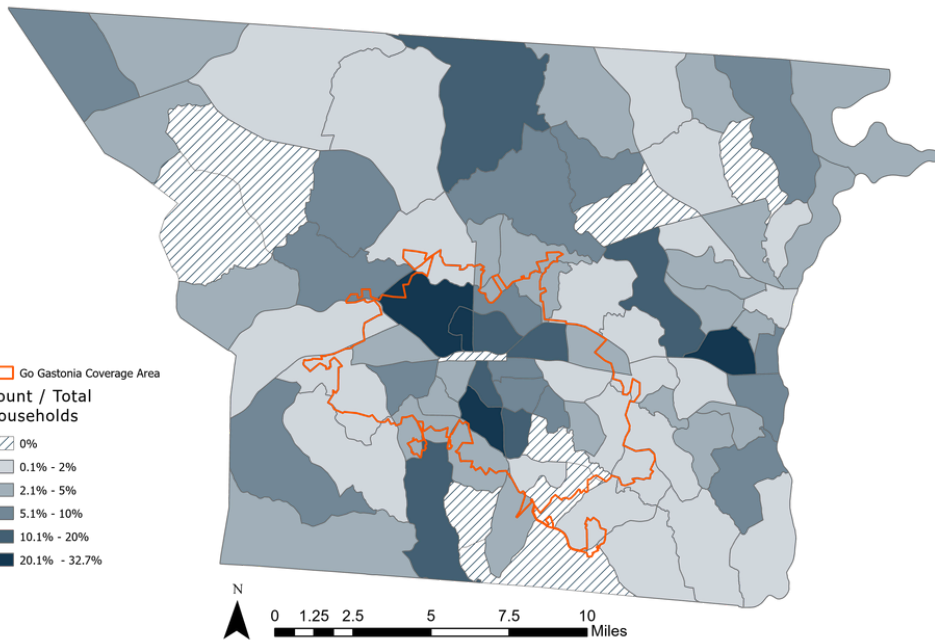 Go Gastonia Coverage Area
ount / Total
ouseholds
0%
0.1% - 2%
2.1% - 5%
5.1% - 10%
10.1% - 20%
20.1% - 32.7%
N
0 1.25 2.5 5 7.5 10
Miles